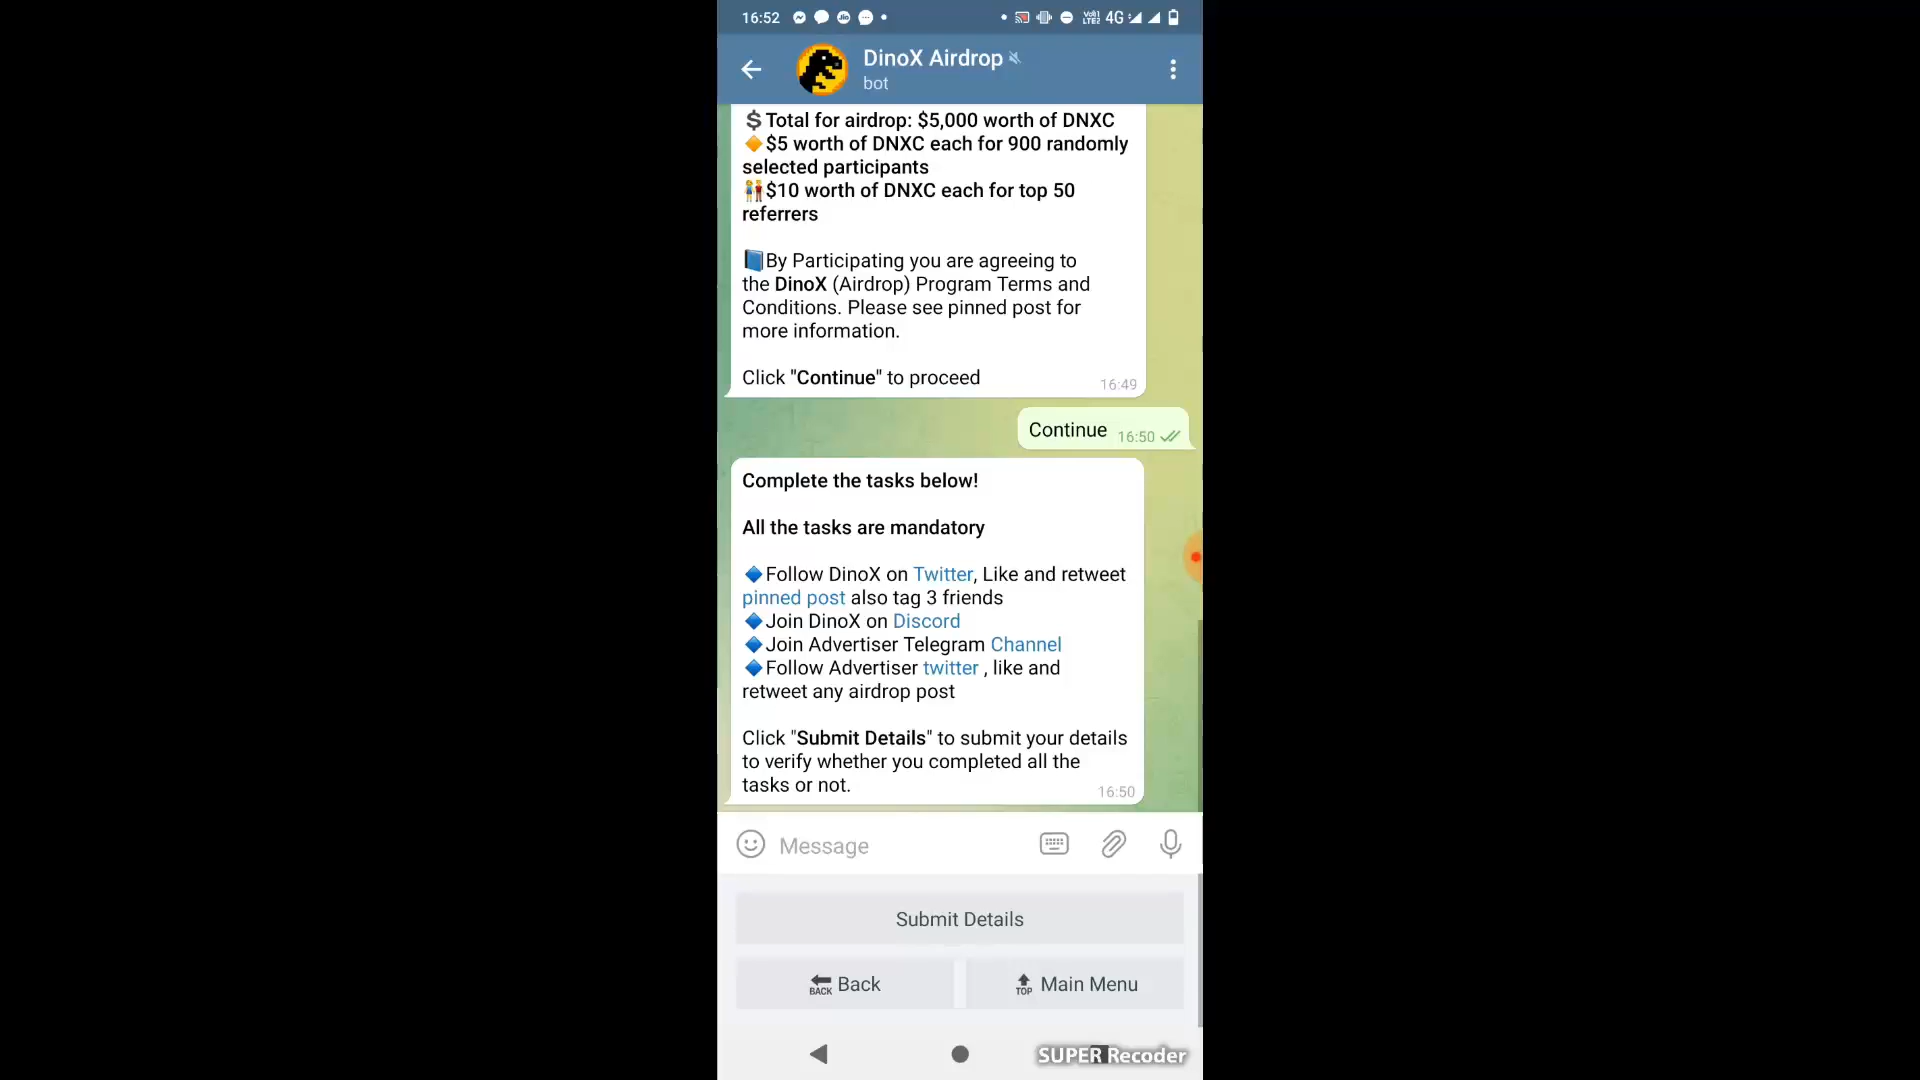 16:52
4G
DinoX Airdrop
bot
Total for airdrop: $5,000 worth of DNXC
$5 worth of DNXC each for 900 randomly
selected participants
$10 worth of DNXC each for top 50
referrers
By Participating you are agreeing to
the DinoX (Airdrop) Program Terms and
Conditions. Please see pinned post for
more information.
Click "Continue" to proceed
16:49
Continue 16:50
Complete the tasks below!
All the tasks are mandatory
Follow DinoX on Twitter, Like and retweet
pinned post also tag 3 friends
Join DinoX on Discord
Join Advertiser Telegram Channel
Follow Advertiser twitter , like and
retweet any airdrop post
Click "Submit Details" to submit your details
to verify whether you completed all the
tasks or not.
16:50
Message
Submit Details
BACK Back
TOP Main Menu
SUPER Recoder